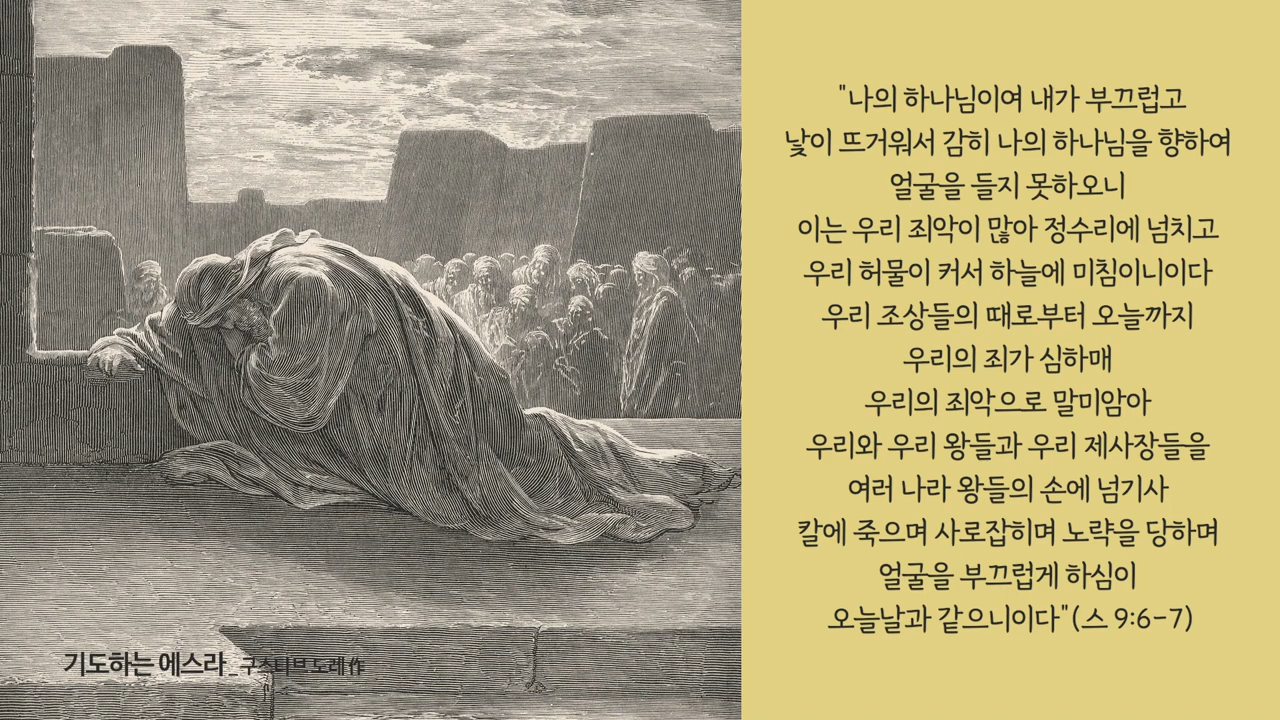 "나의 하나님이여 내가 부끄럽고
낯이 뜨거워서 감히 나의 하나님을 향하여
얼굴을 들지 못하오니
이는 우리 죄악이 많아 정수리에 넘치고
우리 허물이 커서 하늘에 미침이니이다
우리 조상들의 때로부터 오늘까지
우리의 죄가 심하매
우리의 죄악으로 말미암아
우리와 우리 왕들과 우리 제사장들을
여러 나라 왕들의 손에 넘기사
칼에 죽으며 사로잡히며 노략을 당하며
얼굴을 부끄럽게 하심이
오늘날과 같으니이다"(스 9:6-7)
기도하는 에스라_구스타브 도레 作